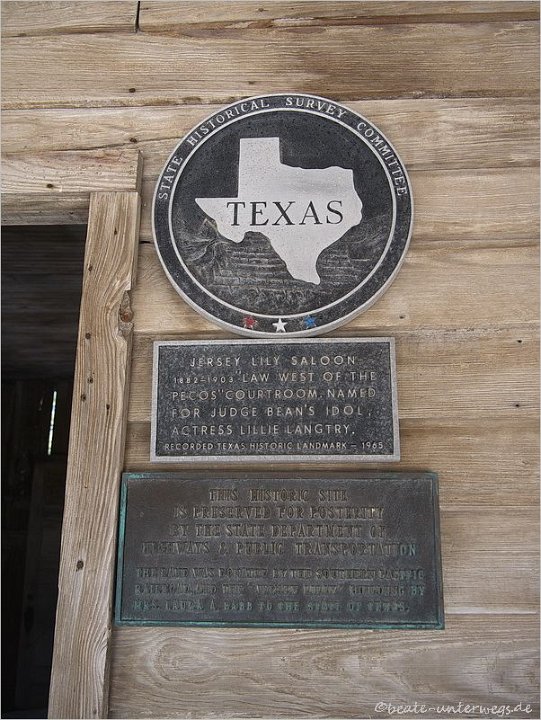 STATE HISTORICAL SURVEY COMMITTEE
TEXAS
JERSEY LILY SALOON
1882-1903 "LAW WEST OF THE
PECOS" COURTROOM, NAMED
FOR JUDGE BEAN'S IDOL,
ACTRESS LILLIE LANGTRY.
RECORDED TEXAS HISTORIC LANDMARK - 1965
THIS HISTORIC SITE
IS PRESERVED FOR POSTERITY
BY THE STATE DEPARTMENT OF
HIGHWAYS & PUBLIC TRANSPORTATION
THE LAND WAS DONATED BY THE SOUTHERN PACIFIC
RAILROAD AND THE "JERSEY LILLY" BUILDING BY
MRS. LAURA A. BABB TO THE STATE OF TEXAS.
©beate-unterwegs.de